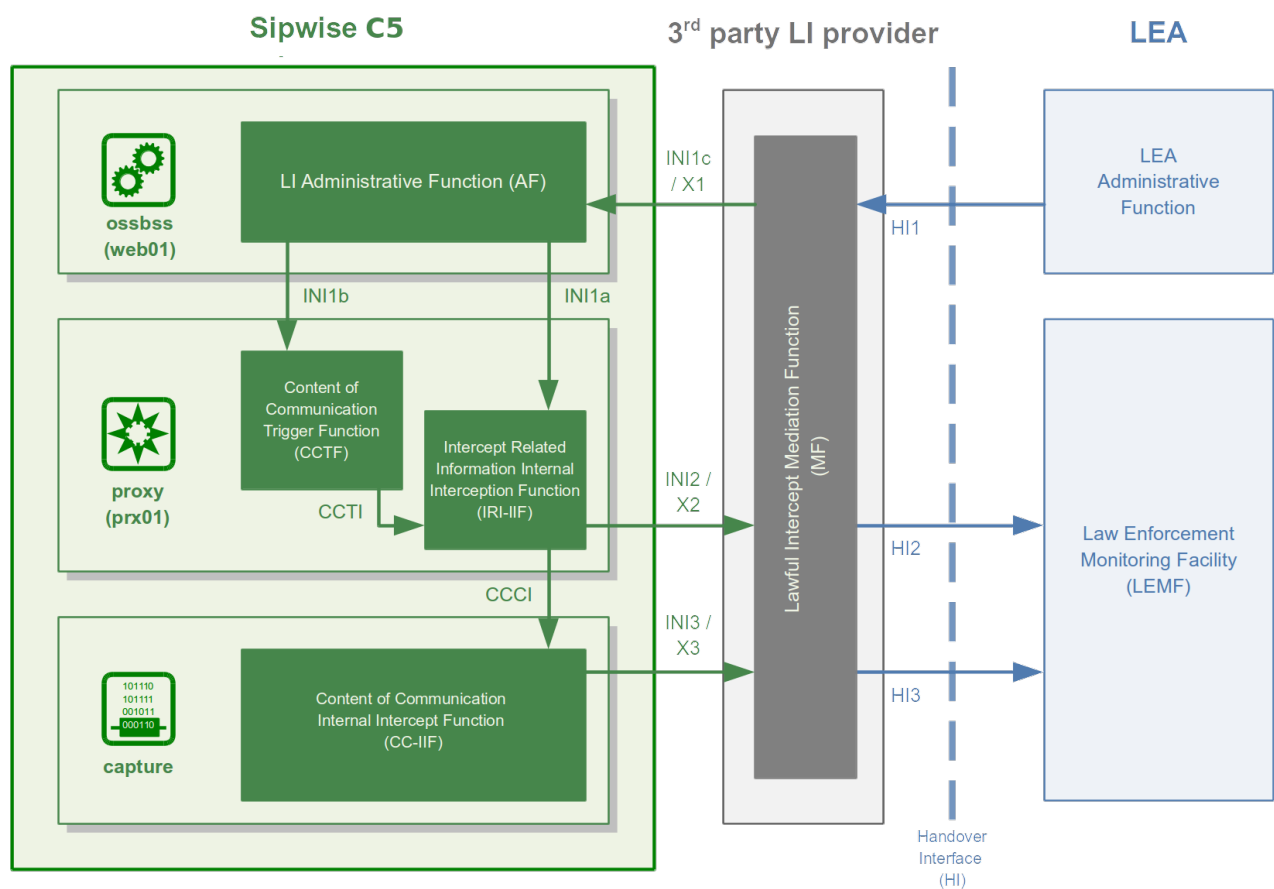 Sipwise C5
3rd party LI provider
LEA
ossbss
(web01)
LI Administrative Function (AF)
INI1c
/ X1
HI1
LEA
Administrative
Function
INI1b
INI1a
proxy
(prx01)
Content of
Communication
Trigger Function
(CCTF)
CCTI
Intercept Related
Information Internal
Interception Function
(IRI-IIF)
INI2 /
X2
Lawful Intercept Mediation Function
(MF)
HI2
Law Enforcement
Monitoring Facility
(LEMF)
CCCI
101110
101111
001011
000110
capture
Content of Communication
Internal Intercept Function
(CC-IIF)
INI3 /
X3
HI3
Handover
Interface
(HI)